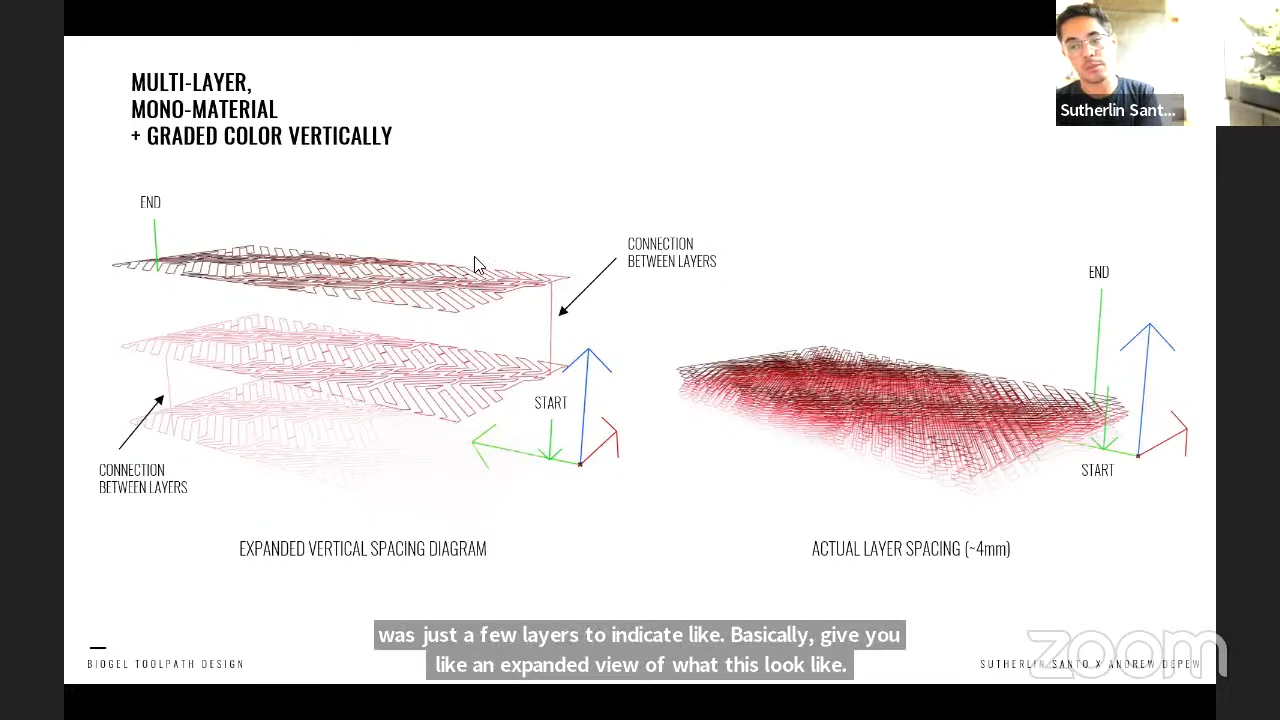 MULTI-LAYER,
MONO-MATERIAL
+ GRADED COLOR VERTICALLY
Sutherlin Sant...
END
CONNECTION
BETWEEN LAYERS
START
CONNECTION
BETWEEN LAYERS
EXPANDED VERTICAL SPACING DIAGRAM
END
START
ACTUAL LAYER SPACING (~4mm)
was just a few layers to indicate like. Basically, give you
like an expanded view of what this look like.
BIOGEL TOOLPATH DESIGN
SUTHERLIN SANTO X ANDREW DEPEW
zoom